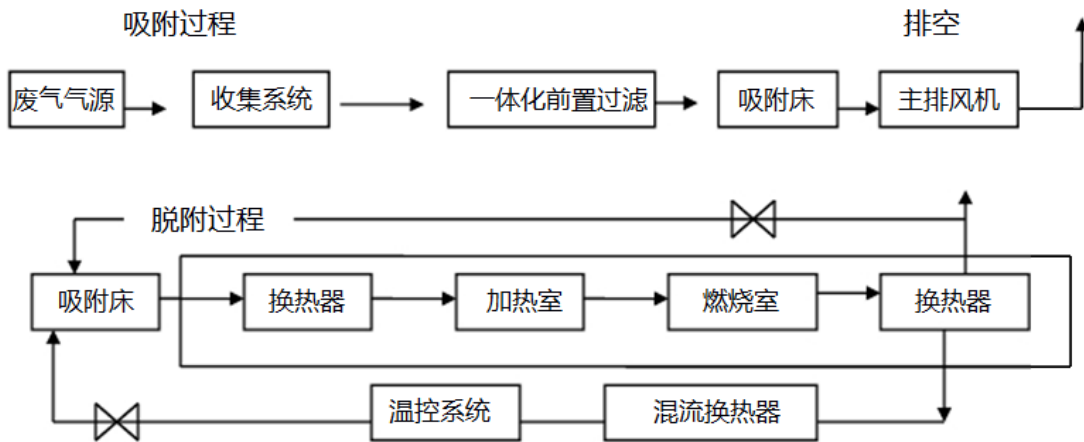 吸附过程
排空
废气气源
收集系统
一体化前置过滤
吸附床
主排风机
脱附过程
吸附床
换热器
加热室
燃烧室
换热器
温控系统
混流换热器